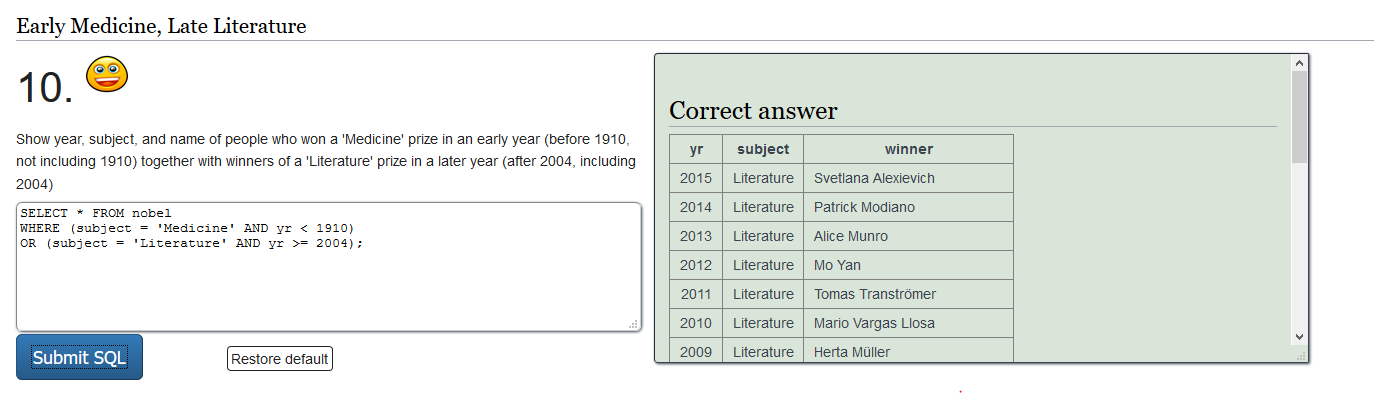 Early Medicine, Late Literature
10.
Show year, subject, and name of people who won a 'Medicine' prize in an early year (before 1910,
not including 1910) together with winners of a 'Literature' prize in a later year (after 2004, including
2004)
SELECT * FROM nobel
WHERE (subject = 'Medicine' AND yr < 1910)
OR (subject = 'Literature' AND yr >= 2004);
Submit SQL
Restore default
Correct answer
yr subject winner
2015 Literature Svetlana Alexievich
2014 Literature Patrick Modiano
2013 Literature Alice Munro
2012 Literature Mo Yan
2011 Literature Tomas Tranströmer
2010 Literature Mario Vargas Llosa
2009 Literature Herta Müller